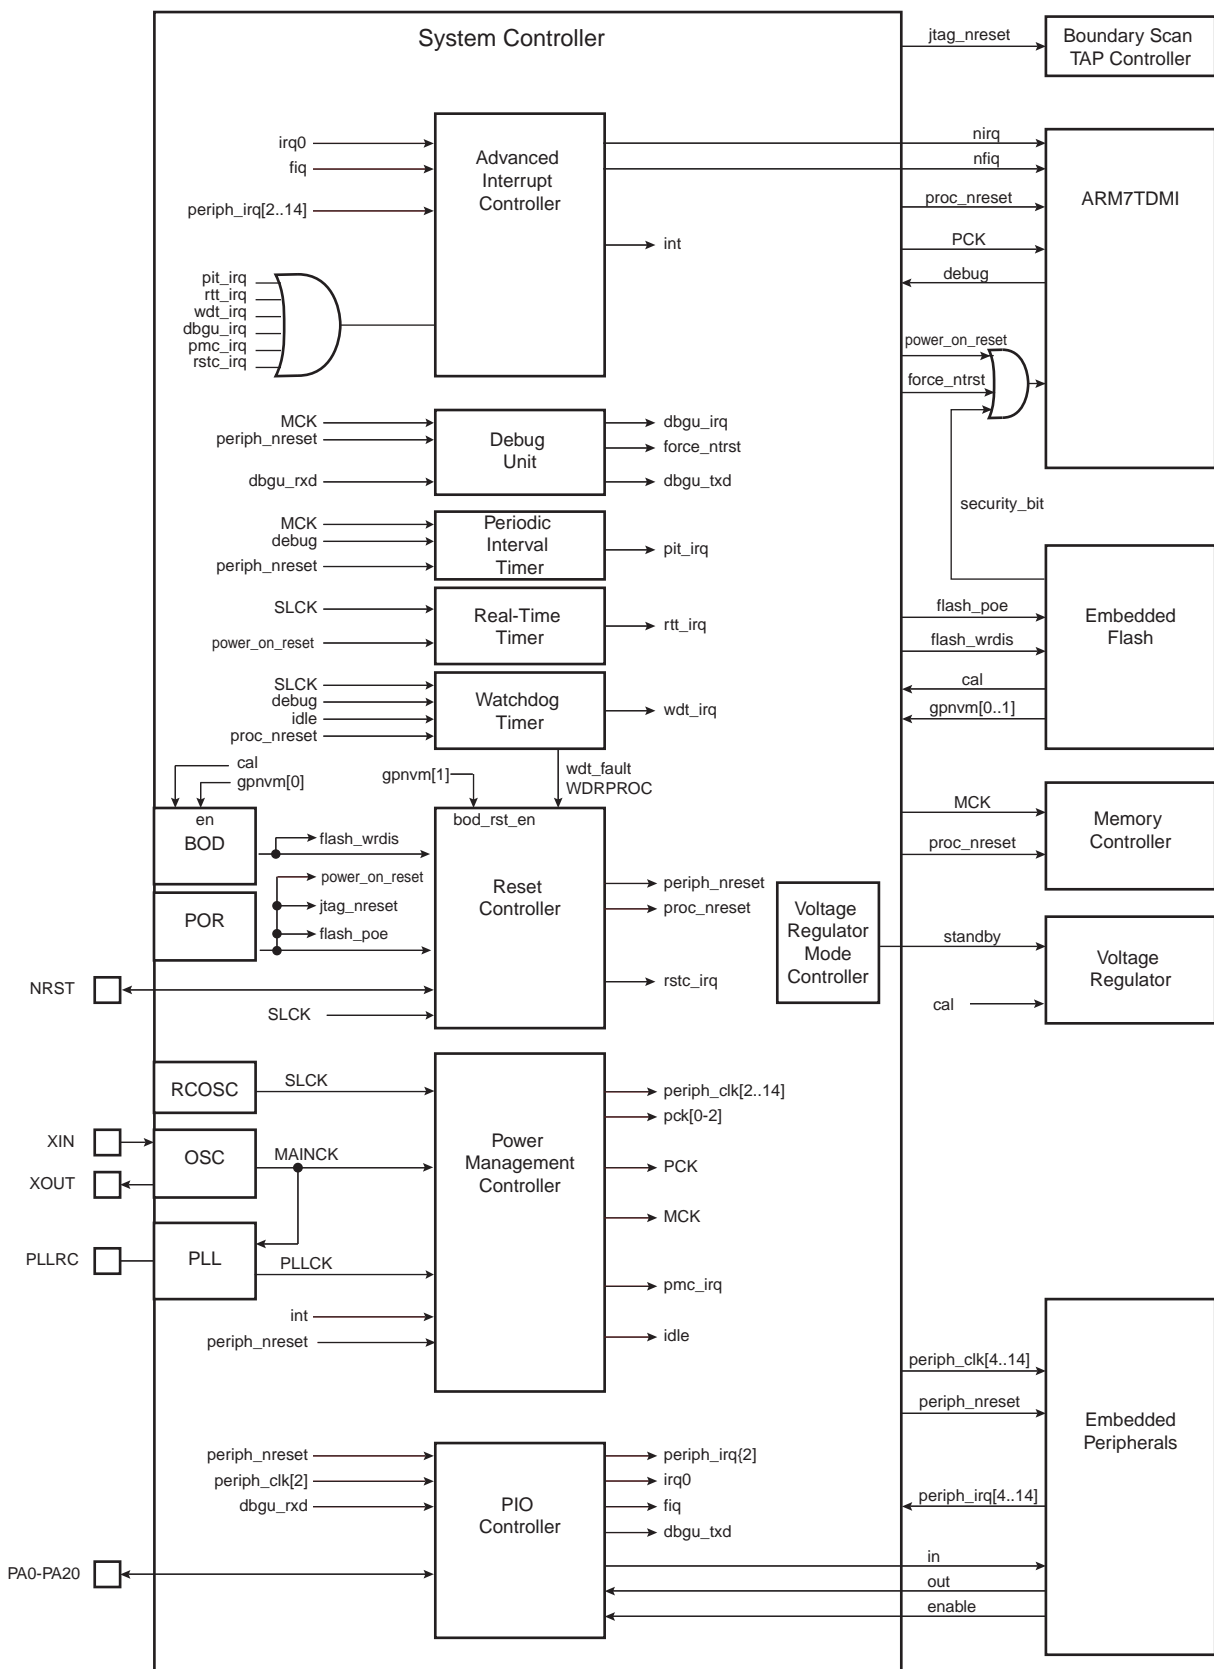 System Controller
jtag_nreset
Boundary Scan
TAP Controller
irq0
fiq
periph_irq[2..14]
Advanced
Interrupt
Controller
int
nirq
nfiq
proc_nreset
PCK
debug
ARM7TDMI
pit_irq
rtt_irq
wdt_irq
dbgu_irq
pmc_irq
rstc_irq
power_on_reset
force_ntrst
security_bit
MCK
periph_nreset
dbgu_rxd
Debug
Unit
dbgu_irq
force_ntrst
dbgu_txd
MCK
debug
periph_nreset
Periodic
Interval
Timer
pit_irq
SLCK
power_on_reset
Real-Time
Timer
rtt_irq
flash_poe
flash_wrdis
cal
gpnvm[0..1]
Embedded
Flash
SLCK
debug
idle
proc_nreset
Watchdog
Timer
wdt_irq
cal
gpnvm[0]
gpnvm[1]
wdt_fault
WDRPROC
en
BOD
flash_wrdis
bod_rst_en
MCK
proc_nreset
Memory
Controller
POR
power_on_reset
jtag_nreset
flash_poe
Reset
Controller
periph_nreset
proc_nreset
rstc_irq
Voltage
Regulator
Mode
Controller
standby
cal
Voltage
Regulator
NRST
SLCK
RCOSC
SLCK
XIN
XOUT
OSC
MAINCK
PLLRC
PLL
PLLCK
int
periph_nreset
Power
Management
Controller
periph_clk[2..14]
pck[0-2]
PCK
MCK
pmc_irq
idle
periph_clk[4..14]
periph_nreset
periph_irq[4..14]
Embedded
Peripherals
periph_nreset
periph_clk[2]
dbgu_rxd
PIO
Controller
periph_irq{2]
irq0
fiq
dbgu_txd
PA0-PA20
in
out
enable